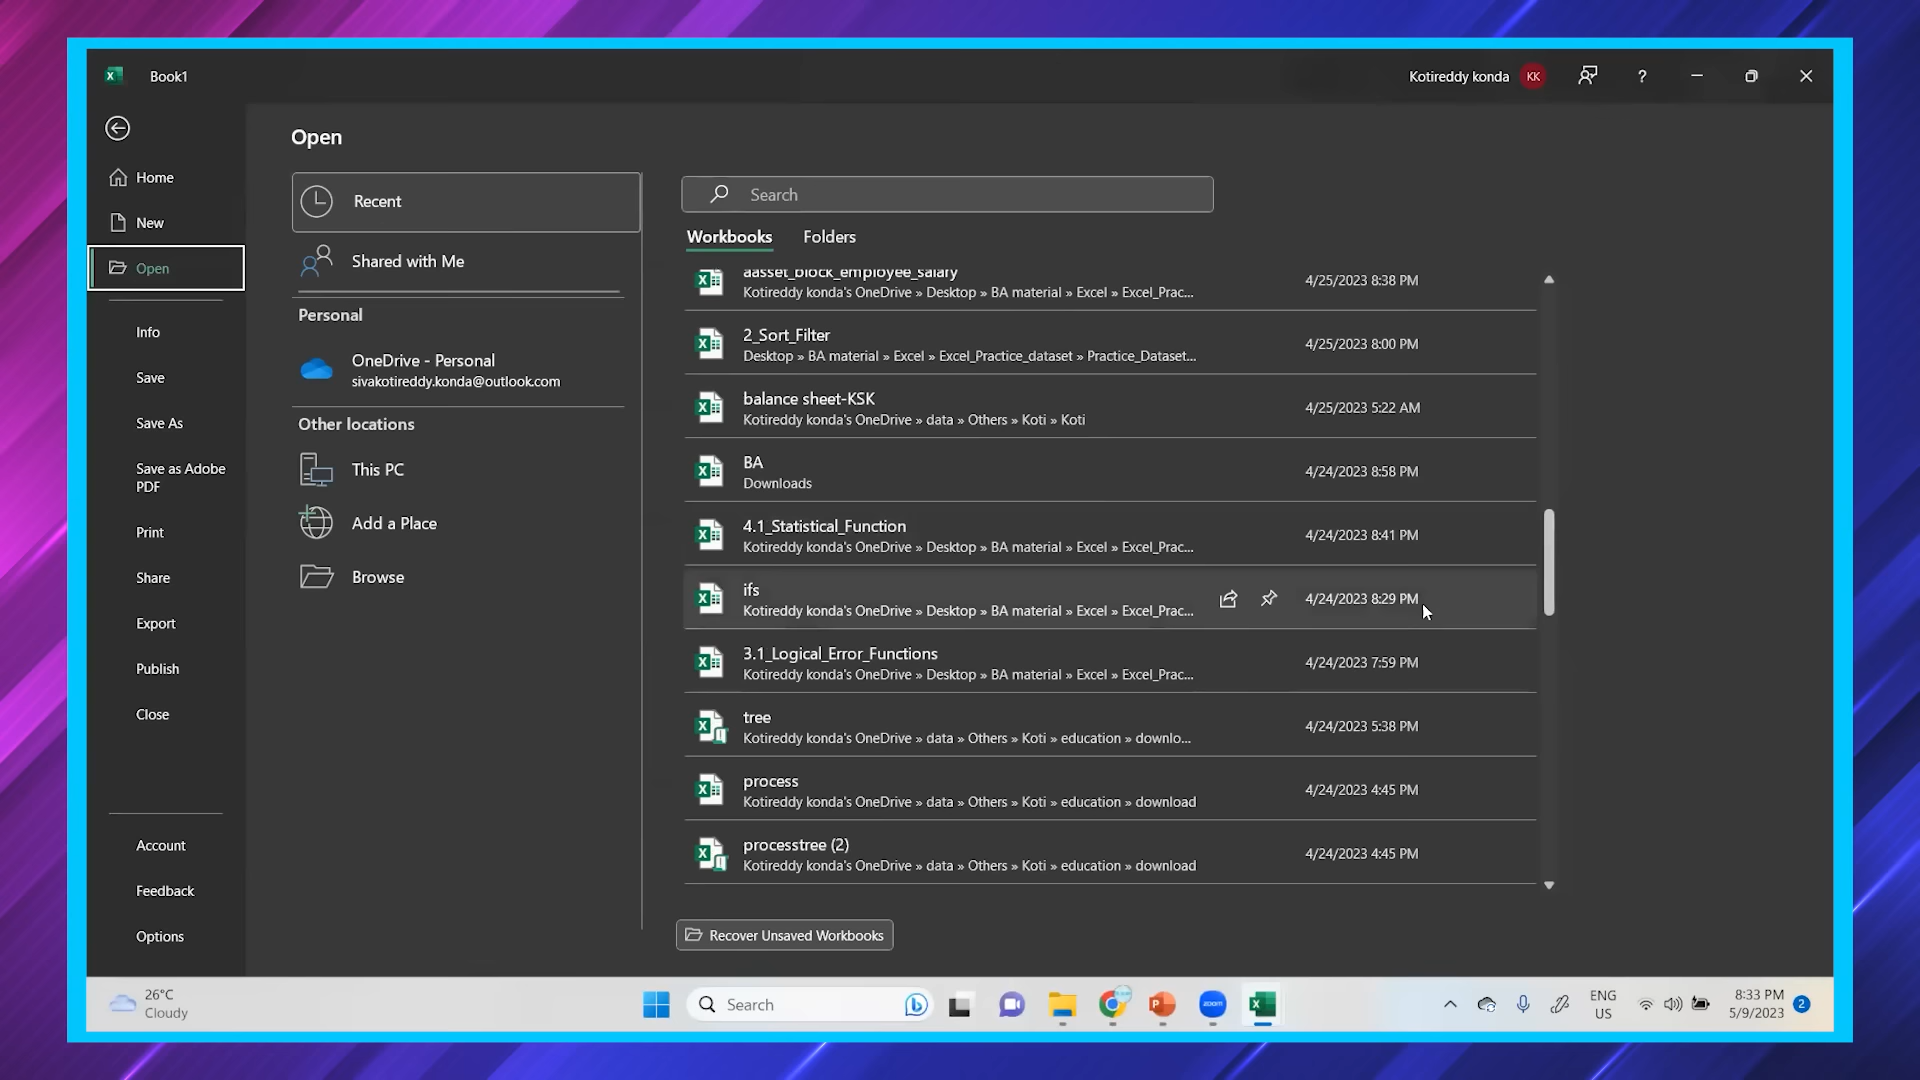 Book1
Kotireddy konda
KK
?
Home
New
Open
Info
Save
Save As
Save as Adobe
PDF
Print
Share
Export
Publish
Close
Account
Feedback
Options
Open
Recent
Shared with Me
Personal
OneDrive - Personal
sivakotireddy.konda@outlook.com
Other locations
This PC
Add a Place
Browse
Search
Workbooks Folders
aasset_block_employee_salary
Kotireddy konda's OneDrive » Desktop » BA material » Excel » Excel_Prac...
4/25/2023 8:38 PM
2_Sort_Filter
Desktop » BA material » Excel » Excel_Practice_dataset » Practice_Dataset...
4/25/2023 8:00 PM
balance sheet-KSK
Kotireddy konda's OneDrive » data » Others » Koti » Koti
4/25/2023 5:22 AM
BA
Downloads
4/24/2023 8:58 PM
4.1_Statistical_Function
Kotireddy konda's OneDrive » Desktop » BA material » Excel » Excel_Prac...
4/24/2023 8:41 PM
ifs
Kotireddy konda's OneDrive » Desktop » BA material » Excel » Excel_Prac...
4/24/2023 8:29 PM
3.1_Logical_Error_Functions
Kotireddy konda's OneDrive » Desktop » BA material » Excel » Excel_Prac...
4/24/2023 7:59 PM
tree
Kotireddy konda's OneDrive » data » Others » Koti » education » downlo...
4/24/2023 5:38 PM
process
Kotireddy konda's OneDrive » data » Others » Koti » education » download
4/24/2023 4:45 PM
processtree (2)
Kotireddy konda's OneDrive » data » Others » Koti » education » download
4/24/2023 4:45 PM
Recover Unsaved Workbooks
26°C
Cloudy
Search
zoom
ENG
US
8:33 PM
5/9/2023
2